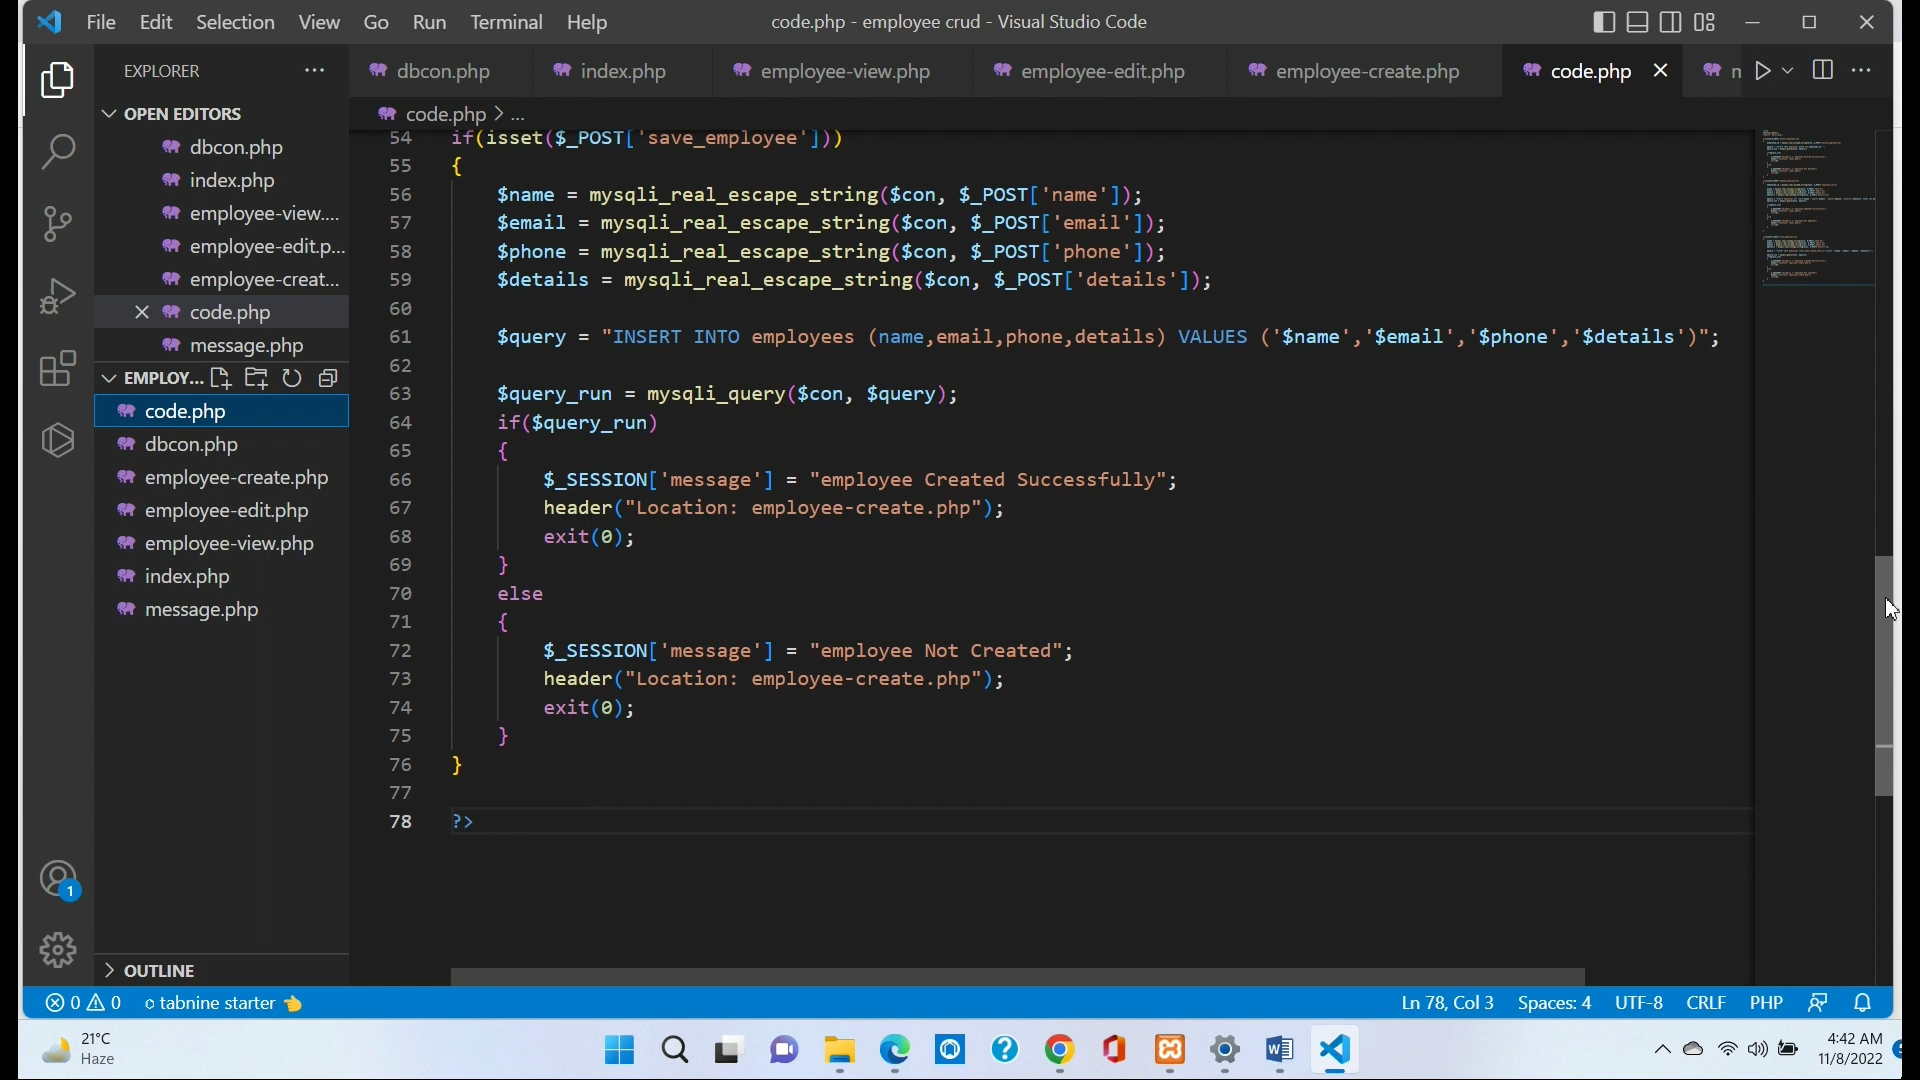 File Edit Selection View Go Run Terminal Help
code.php - employee crud - Visual Studio Code
EXPLORER
dbcon.php
index.php
employee-view.php
employee-edit.php
employee-create.php
code.php
OPEN EDITORS
dbcon.php
index.php
employee-view....
employee-edit.p...
employee-creat...
code.php
message.php
EMPLOY...
code.php
dbcon.php
employee-create.php
employee-edit.php
employee-view.php
index.php
message.php
OUTLINE
code.php > ...
54 if(isset($_POST['save_employee']))
55 {
56 $name = mysqli_real_escape_string($con, $_POST['name']);
57 $email = mysqli_real_escape_string($con, $_POST['email']);
58 $phone = mysqli_real_escape_string($con, $_POST['phone']);
59 $details = mysqli_real_escape_string($con, $_POST['details']);
60
61 $query = "INSERT INTO employees (name,email,phone,details) VALUES ('$name','$email','$phone','$details')";
62
63 $query_run = mysqli_query($con, $query);
64 if($query_run)
65 {
66 $_SESSION['message'] = "employee Created Successfully";
67 header("Location: employee-create.php");
68 exit(0);
69 }
70 else
71 {
72 $_SESSION['message'] = "employee Not Created";
73 header("Location: employee-create.php");
74 exit(0);
75 }
76 }
77
78 ?>
1
0 0 tabnine starter 👈
Ln 78, Col 3 Spaces: 4 UTF-8 CRLF PHP
21°C
Haze
4:42 AM
11/8/2022